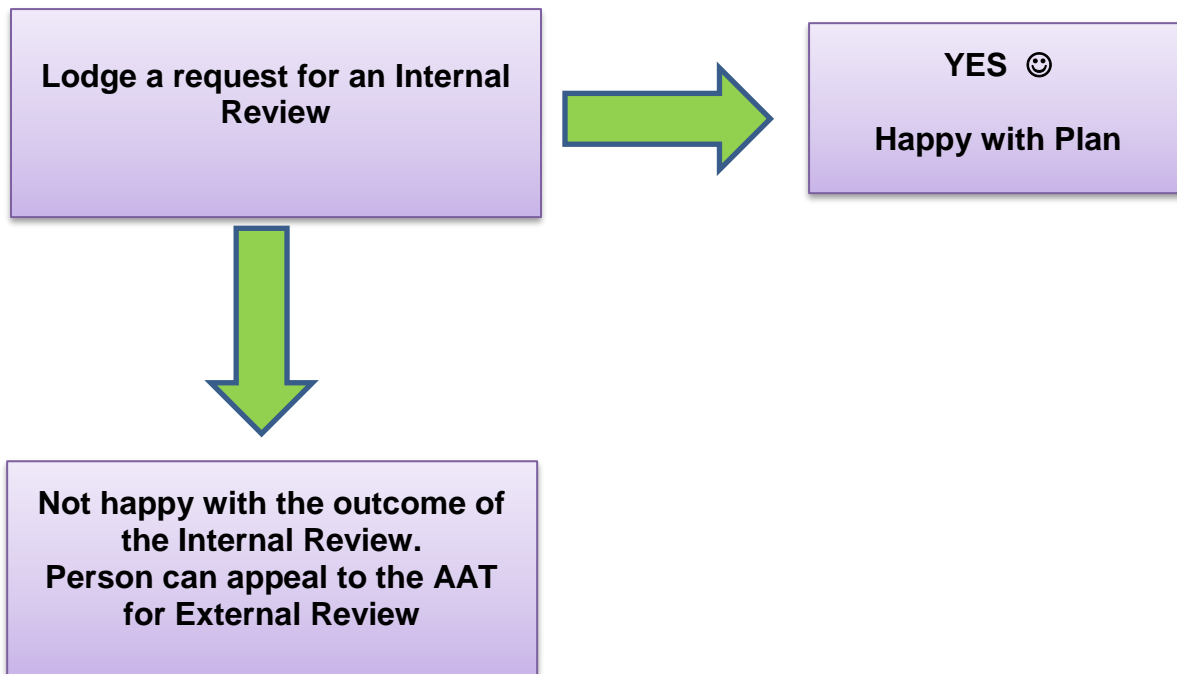 Lodge a request for an Internal
Review
YES ☺
Happy with Plan
Not happy with the outcome of
the Internal Review.
Person can appeal to the AAT
for External Review